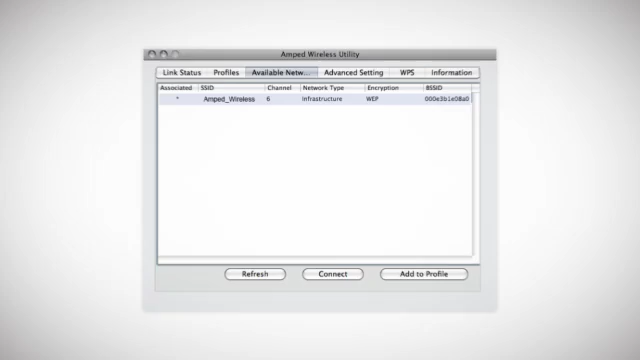 Amped Wireless Utility
Link Status Profiles Available Netw... Advanced Setting WPS Information
Associated SSID Channel Network Type Encryption BSSID
* Amped_Wireless 6 Infrastructure WEP 000e3b1e08a0
Refresh Connect Add to Profile